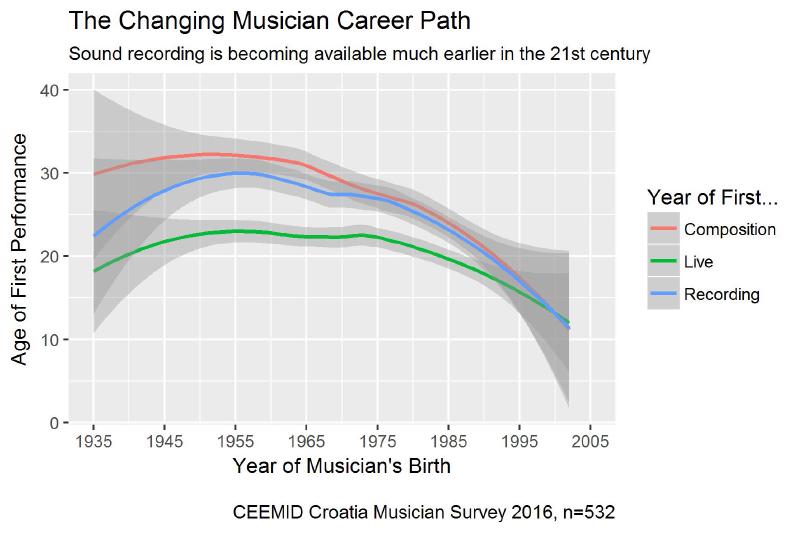 The Changing Musician Career Path
Sound recording is becoming available much earlier in the 21st century
40
30
20
10
0
Age of First Performance
1935 1945 1955 1965 1975 1985 1995 2005
Year of Musician's Birth
Year of First...
Composition
Live
Recording
CEEMID Croatia Musician Survey 2016, n=532